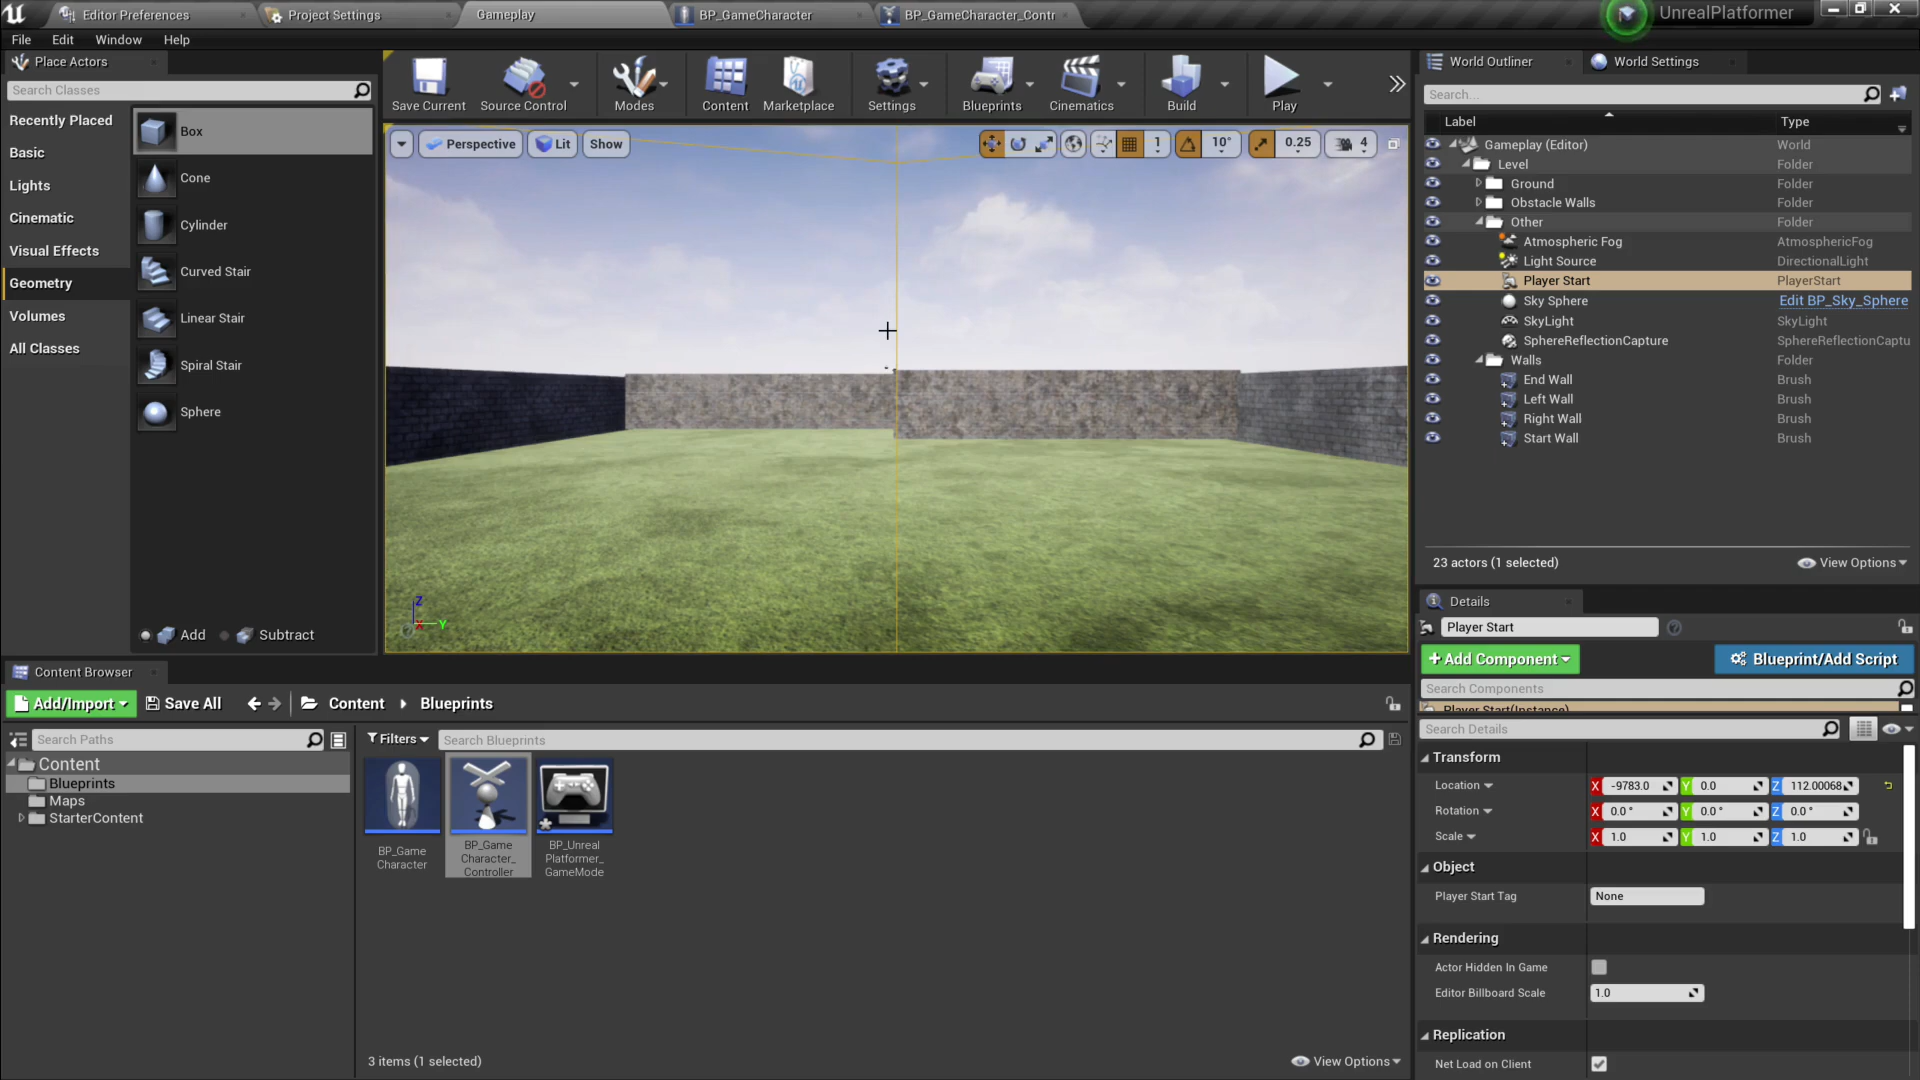 Editor Preferences
Project Settings
Gameplay
BP_GameCharacter
BP_GameCharacter_Contr
UnrealPlatformer
File Edit Window Help
Place Actors
Search Classes
Recently Placed
Basic
Lights
Cinematic
Visual Effects
Geometry
Volumes
All Classes
Box
Cone
Cylinder
Curved Stair
Linear Stair
Spiral Stair
Sphere
Add Subtract
Save Current
Source Control
Modes
Content
Marketplace
Settings
Blueprints
Cinematics
Build
Play
Perspective Lit Show
1 10° 0.25 4
Z
X
Y
World Outliner
World Settings
Search...
Label Type
Gameplay (Editor) World
Level Folder
Ground Folder
Obstacle Walls Folder
Other Folder
Atmospheric Fog AtmosphericFog
Light Source DirectionalLight
Player Start PlayerStart
Sky Sphere Edit BP_Sky_Sphere
SkyLight SkyLight
SphereReflectionCapture SphereReflectionCaptu
Walls Folder
End Wall Brush
Left Wall Brush
Right Wall Brush
Start Wall Brush
23 actors (1 selected) View Options
Details
Player Start
+ Add Component Blueprint/Add Script
Search Components
Player Start(Instance)
Search Details
Transform
Location X -9783.0 Y 0.0 Z 112.00068
Rotation X 0.0 ° Y 0.0 ° Z 0.0 °
Scale X 1.0 Y 1.0 Z 1.0
Object
Player Start Tag None
Rendering
Actor Hidden In Game
Editor Billboard Scale 1.0
Replication
Net Load on Client
Content Browser
Add/Import Save All Content Blueprints
Search Paths
Content
Blueprints
Maps
StarterContent
Filters Search Blueprints
BP_Game
Character
BP_Game
Character_
Controller
BP_Unreal
Platformer_
GameMode
3 items (1 selected) View Options